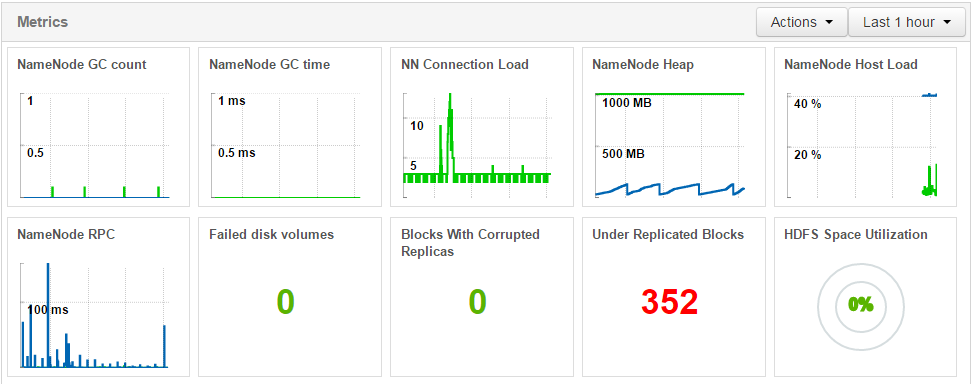 Metrics
Actions
Last 1 hour
NameNode GC count
1
0.5
NameNode GC time
1 ms
0.5 ms
NN Connection Load
10
5
NameNode Heap
1000 MB
500 MB
NameNode Host Load
40 %
20 %
NameNode RPC
100 ms
Failed disk volumes
0
Blocks With Corrupted
Replicas
0
Under Replicated Blocks
352
HDFS Space Utilization
0%